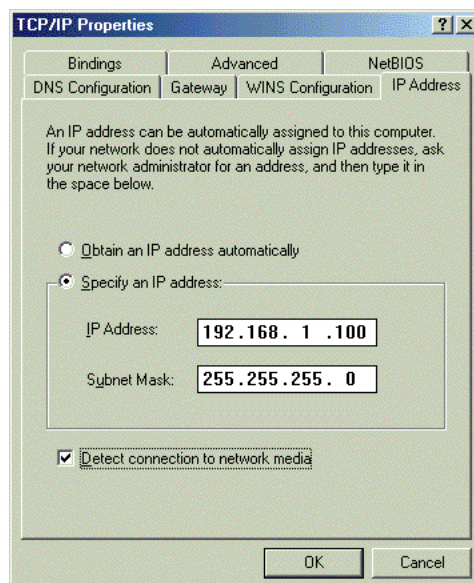 TCP/IP Properties
Bindings Advanced NetBIOS
DNS Configuration Gateway WINS Configuration IP Address
An IP address can be automatically assigned to this computer.
If your network does not automatically assign IP addresses, ask
your network administrator for an address, and then type it in
the space below.
Obtain an IP address automatically
Specify an IP address:
IP Address: 192.168. 1 .100
Subnet Mask: 255.255.255. 0
Detect connection to network media
OK Cancel